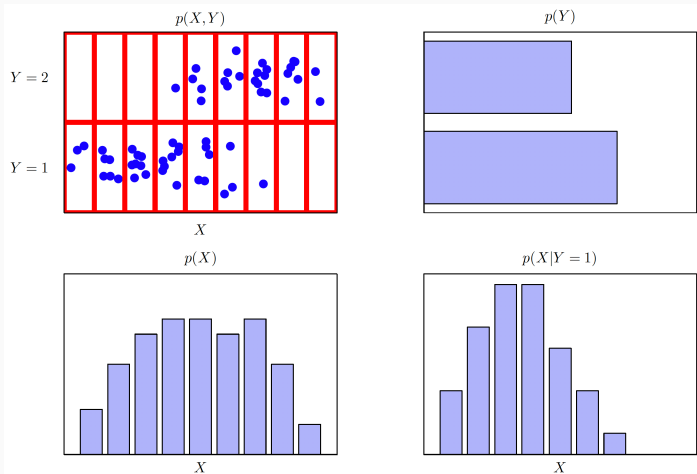 p(X, Y)
p(Y)
Y = 2
Y = 1
X
p(X)
p(X|Y = 1)
X
X